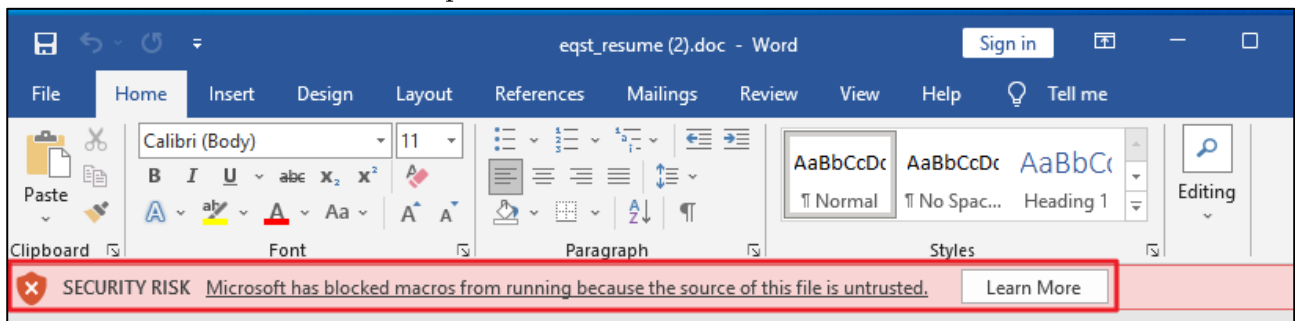 eqst_resume (2).doc - Word Sign in
File Home Insert Design Layout References Mailings Review View Help Tell me
Calibri (Body) 11
AaBbCcDc AaBbCcDc AaBbC
Paste B I U abc x₂ x² Editing
A aby A Aa A A ¶ Normal ¶ No Spac... Heading 1
Clipboard Font Paragraph Styles
SECURITY RISK Microsoft has blocked macros from running because the source of this file is untrusted. Learn More